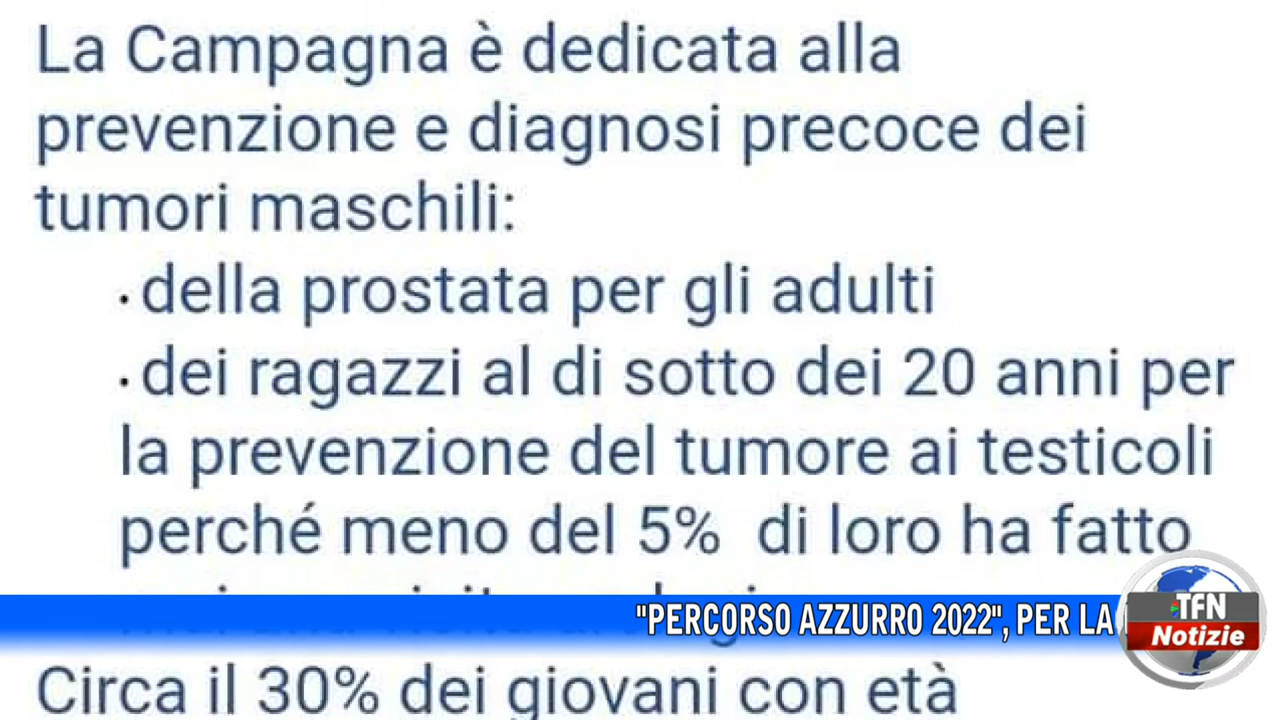 La Campagna è dedicata alla
prevenzione e diagnosi precoce dei
tumori maschili:
· della prostata per gli adulti
· dei ragazzi al di sotto dei 20 anni per
la prevenzione del tumore ai testicoli
perché meno del 5% di loro ha fatto
"PERCORSO AZZURRO 2022", PER LA
TFN
Notizie
Circa il 30% dei giovani con età